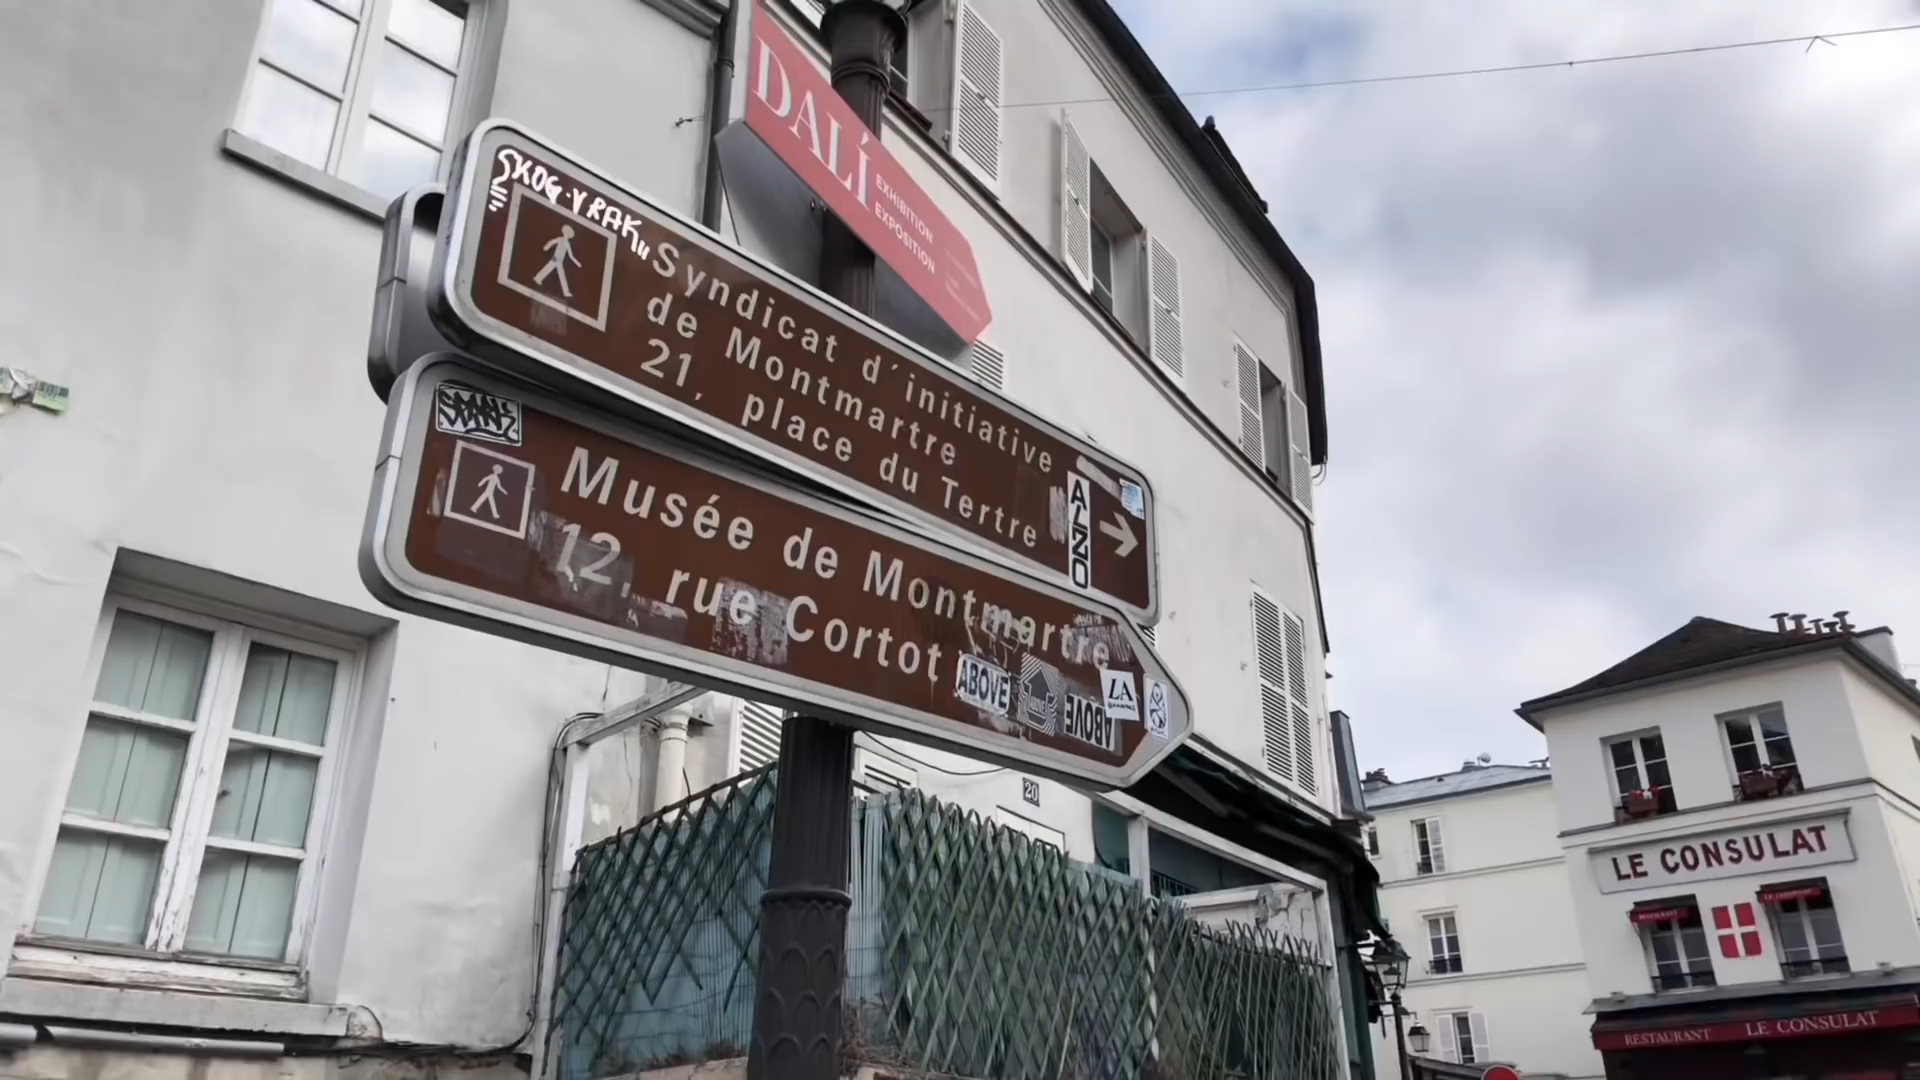 DALÍ
EXHIBITION
EXPOSITION
SKOG·VRAK
Syndicat d'initiative
de Montmartre
21, place du Tertre
ALZO
Musée de Montmartre
12, rue Cortot
ABOVE
ABOVE
LA
20
LE CONSULAT
RESTAURANT LE CONSULAT